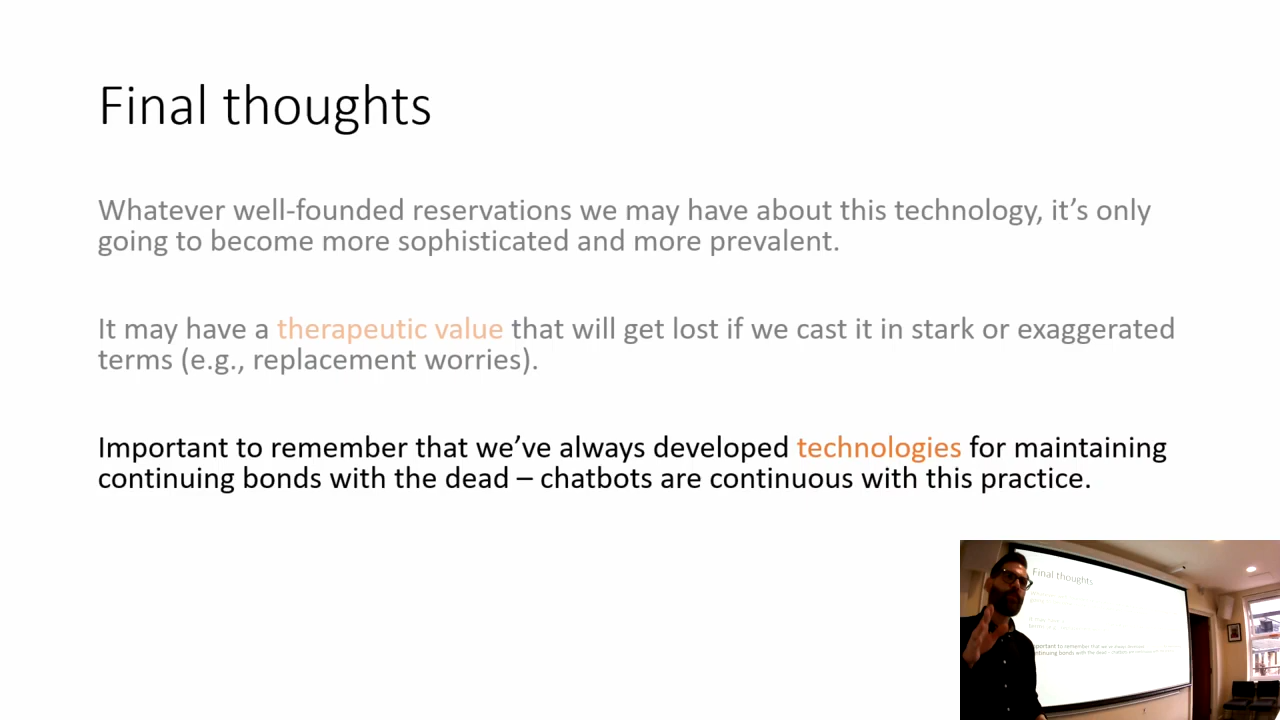 Final thoughts
Whatever well-founded reservations we may have about this technology, it’s only
going to become more sophisticated and more prevalent.
It may have a therapeutic value that will get lost if we cast it in stark or exaggerated
terms (e.g., replacement worries).
Important to remember that we’ve always developed technologies for maintaining
continuing bonds with the dead – chatbots are continuous with this practice.
Final thoughts